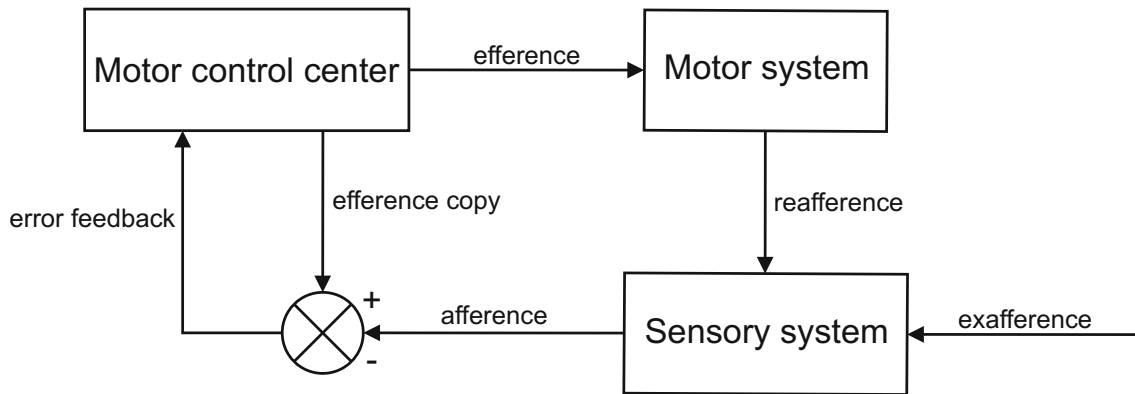 efference
Motor control center
Motor system
efference copy
error feedback
reafference
+
afference
exafference
Sensory system
-